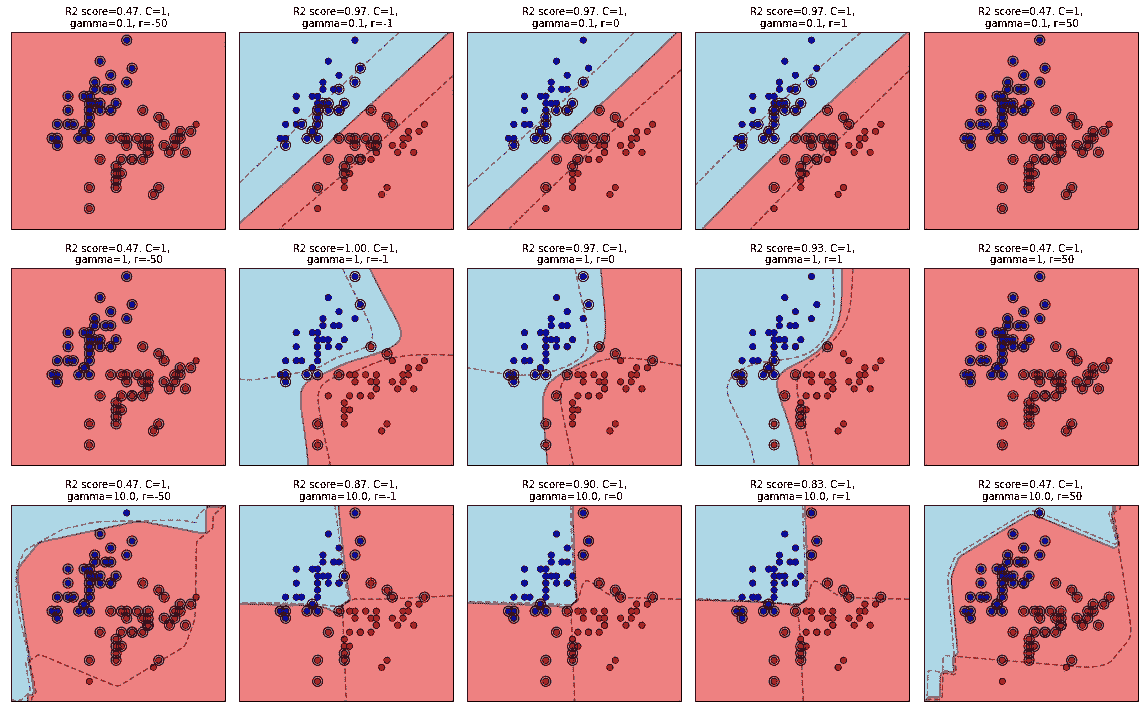 R2 score=0.47. C=1,
gamma=0.1, r=-50
R2 score=0.97. C=1,
gamma=0.1, r=-1
R2 score=0.97. C=1,
gamma=0.1, r=0
R2 score=0.97. C=1,
gamma=0.1, r=1
R2 score=0.47. C=1,
gamma=0.1, r=50
R2 score=0.47. C=1,
gamma=1, r=-50
R2 score=1.00. C=1,
gamma=1, r=-1
R2 score=0.97. C=1,
gamma=1, r=0
R2 score=0.93. C=1,
gamma=1, r=1
R2 score=0.47. C=1,
gamma=1, r=50
R2 score=0.47. C=1,
gamma=10.0, r=-50
R2 score=0.87. C=1,
gamma=10.0, r=-1
R2 score=0.90. C=1,
gamma=10.0, r=0
R2 score=0.83. C=1,
gamma=10.0, r=1
R2 score=0.47. C=1,
gamma=10.0, r=50